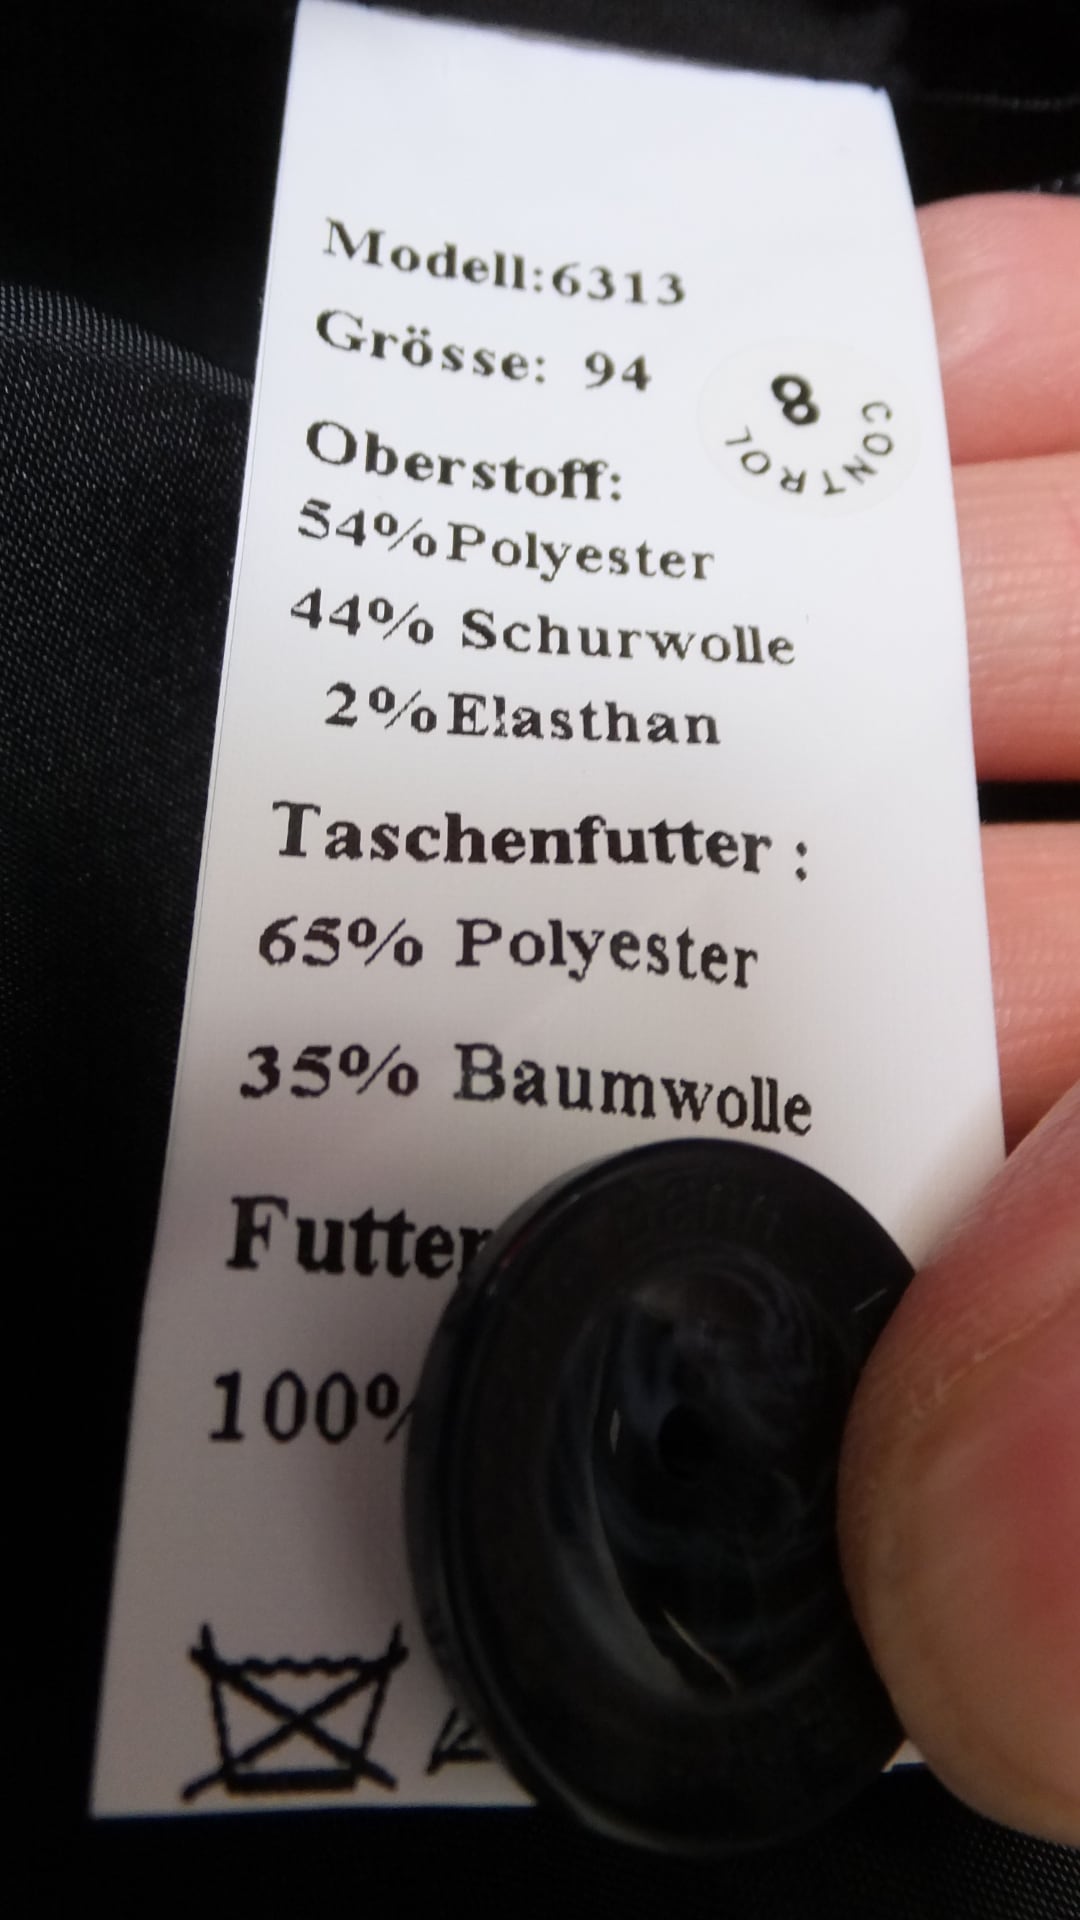 Modell:6313
Grösse: 94
8
CONTROL
Oberstoff:
54%Polyester
44% Schurwolle
2%Elasthan
Taschenfutter :
65% Polyester
35% Baumwolle
Futter
100%